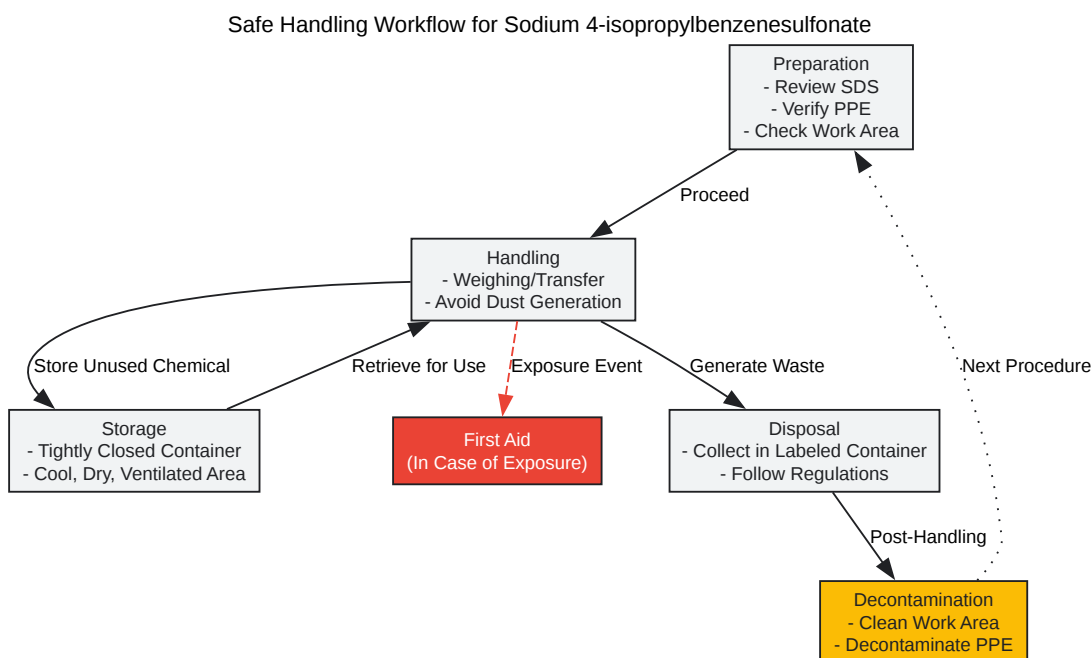 Safe Handling Workflow for Sodium 4-isopropylbenzenesulfonate
Preparation
- Review SDS
- Verify PPE
- Check Work Area
Proceed
Handling
- Weighing/Transfer
- Avoid Dust Generation
Store Unused Chemical
Retrieve for Use
Exposure Event
Generate Waste
Next Procedure
Storage
- Tightly Closed Container
- Cool, Dry, Ventilated Area
First Aid
(In Case of Exposure)
Disposal
- Collect in Labeled Container
- Follow Regulations
Post-Handling
Decontamination
- Clean Work Area
- Decontaminate PPE